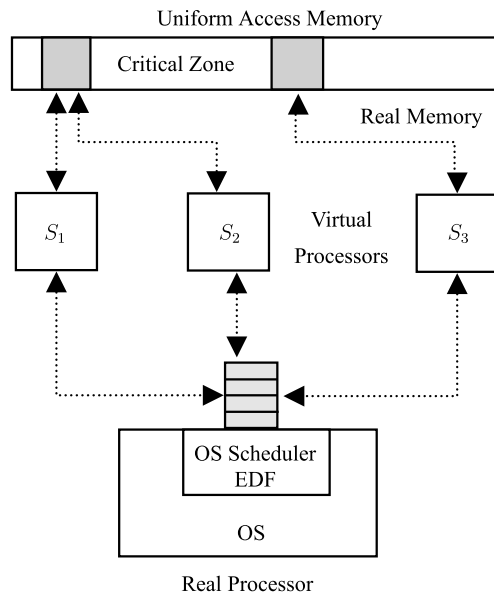 Uniform Access Memory
Critical Zone
Real Memory
S1
S2
Virtual
Processors
S3
OS Scheduler
EDF
OS
Real Processor